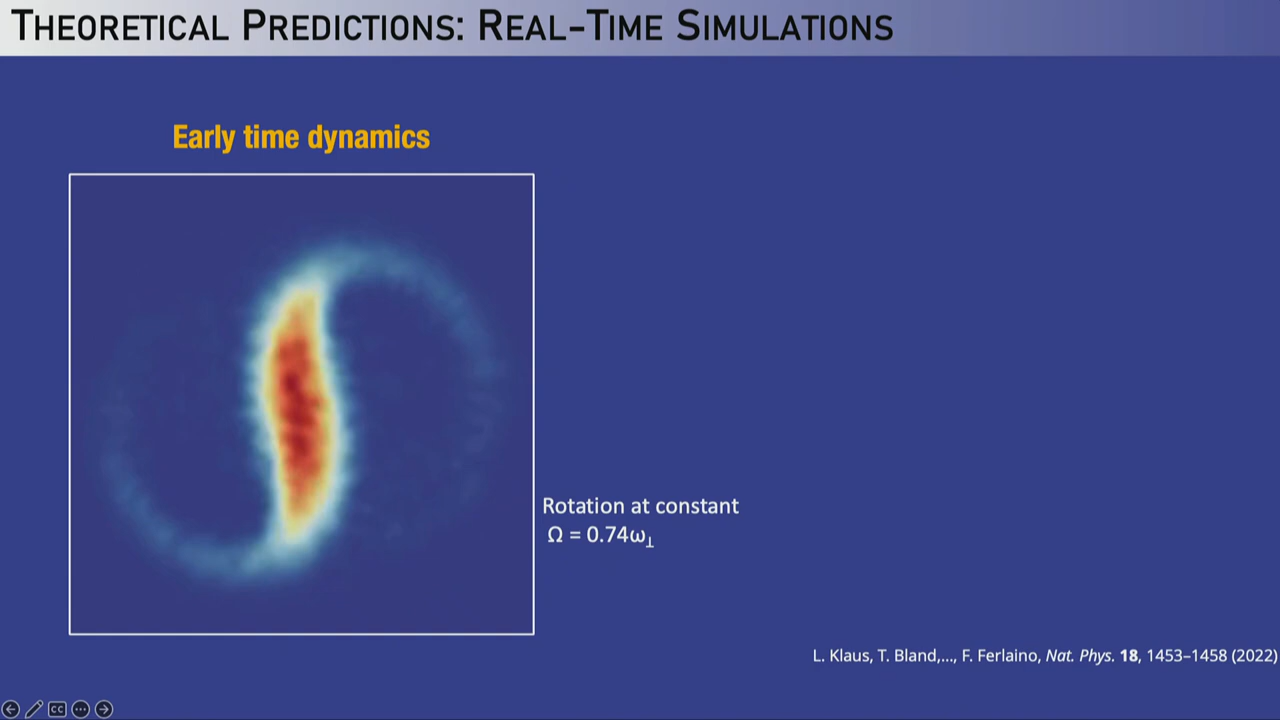 THEORETICAL PREDICTIONS: REAL-TIME SIMULATIONS
Early time dynamics
Rotation at constant
Ω = 0.74ω⊥
L. Klaus, T. Bland,..., F. Ferlaino, Nat. Phys. 18, 1453–1458 (2022)
CC